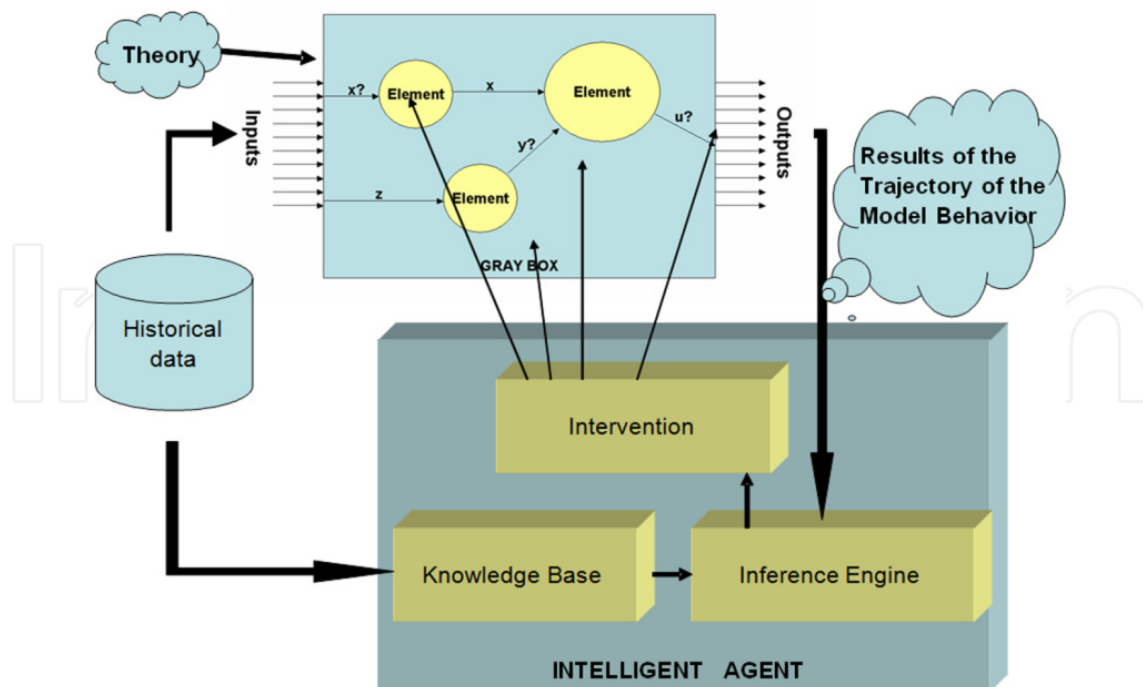 Theory
Inputs
x?
Element
x
Element
y?
u?
z
Element
GRAY BOX
Outputs
Results of the
Trajectory of the
Model Behavior
Historical
data
Intervention
Knowledge Base
Inference Engine
INTELLIGENT AGENT